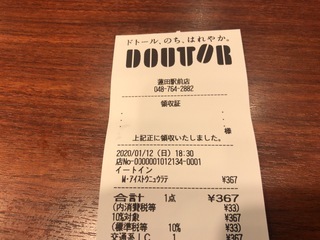 ドトール、のち、はれやか。
DOUTOR
蓮田駅前店
048-764-2882
領収証
様
上記正に領収いたしました。
2020/01/12 (日) 18:30
店No-0000001012134-0001
イートイン
M-アイストウニュウラテ ¥367
合計 1点 ¥367
(内消費税等 ¥33)
10%対象 ¥367
(標準税等 10% ¥33)
交通系IC 1 ¥367